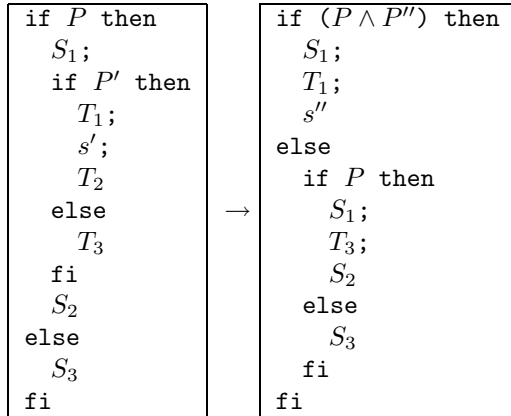 if P then
S₁;
if P′ then
T₁;
s′;
T₂
else
T₃
fi
S₂
else
S₃
fi
→
if (P ∧ P′′) then
S₁;
T₁;
s′′
else
if P then
S₁;
T₃;
S₂
else
S₃
fi
fi